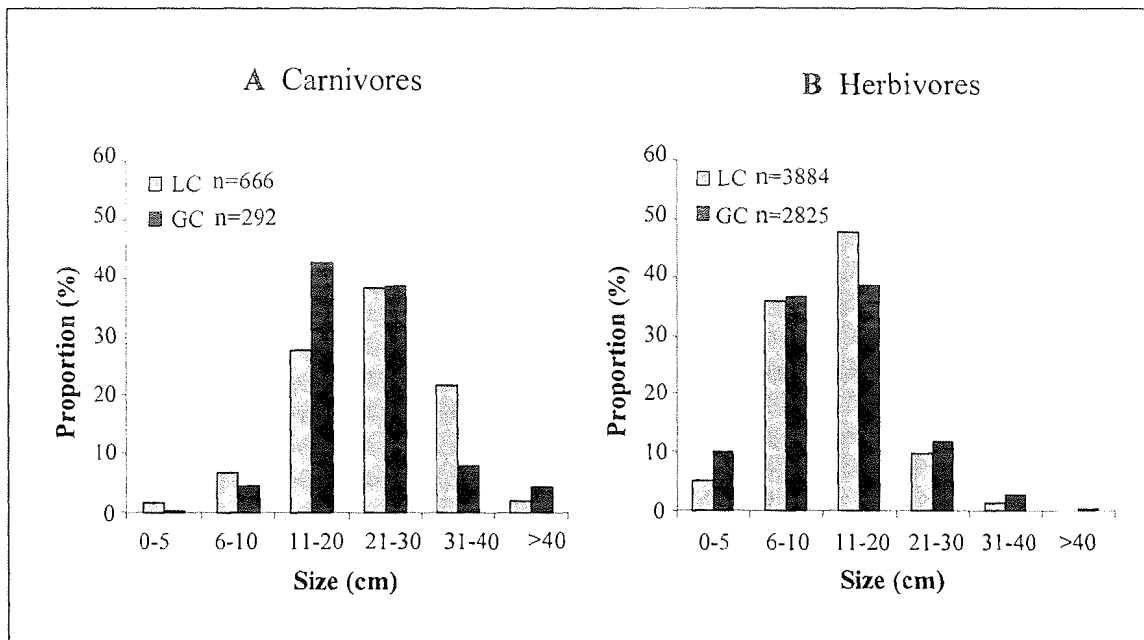 A Carnivores
60
50
40
30
20
10
0
Proportion (%)
LC n=666
GC n=292
0-5 6-10 11-20 21-30 31-40 >40
Size (cm)
B Herbivores
60
50
40
30
20
10
0
Proportion (%)
LC n=3884
GC n=2825
0-5 6-10 11-20 21-30 31-40 >40
Size (cm)